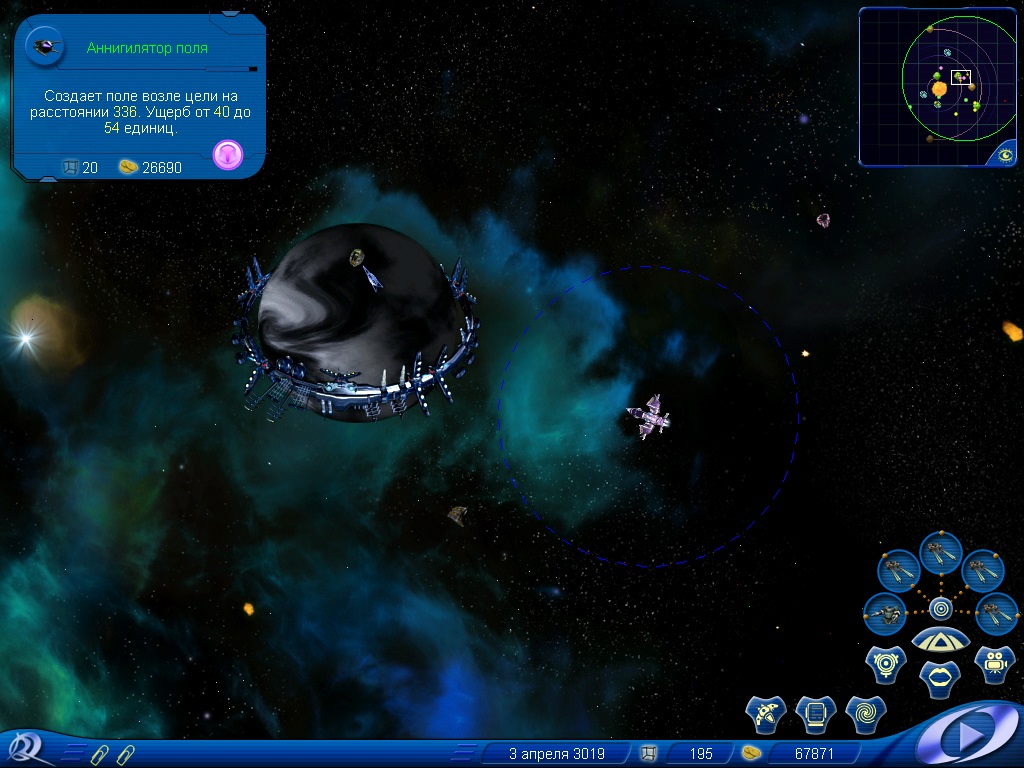 Аннигилятор поля
Создает поле возле цели на
расстоянии 336. Ущерб от 40 до
54 единиц.
20 26690
3 апреля 3019 195 67871